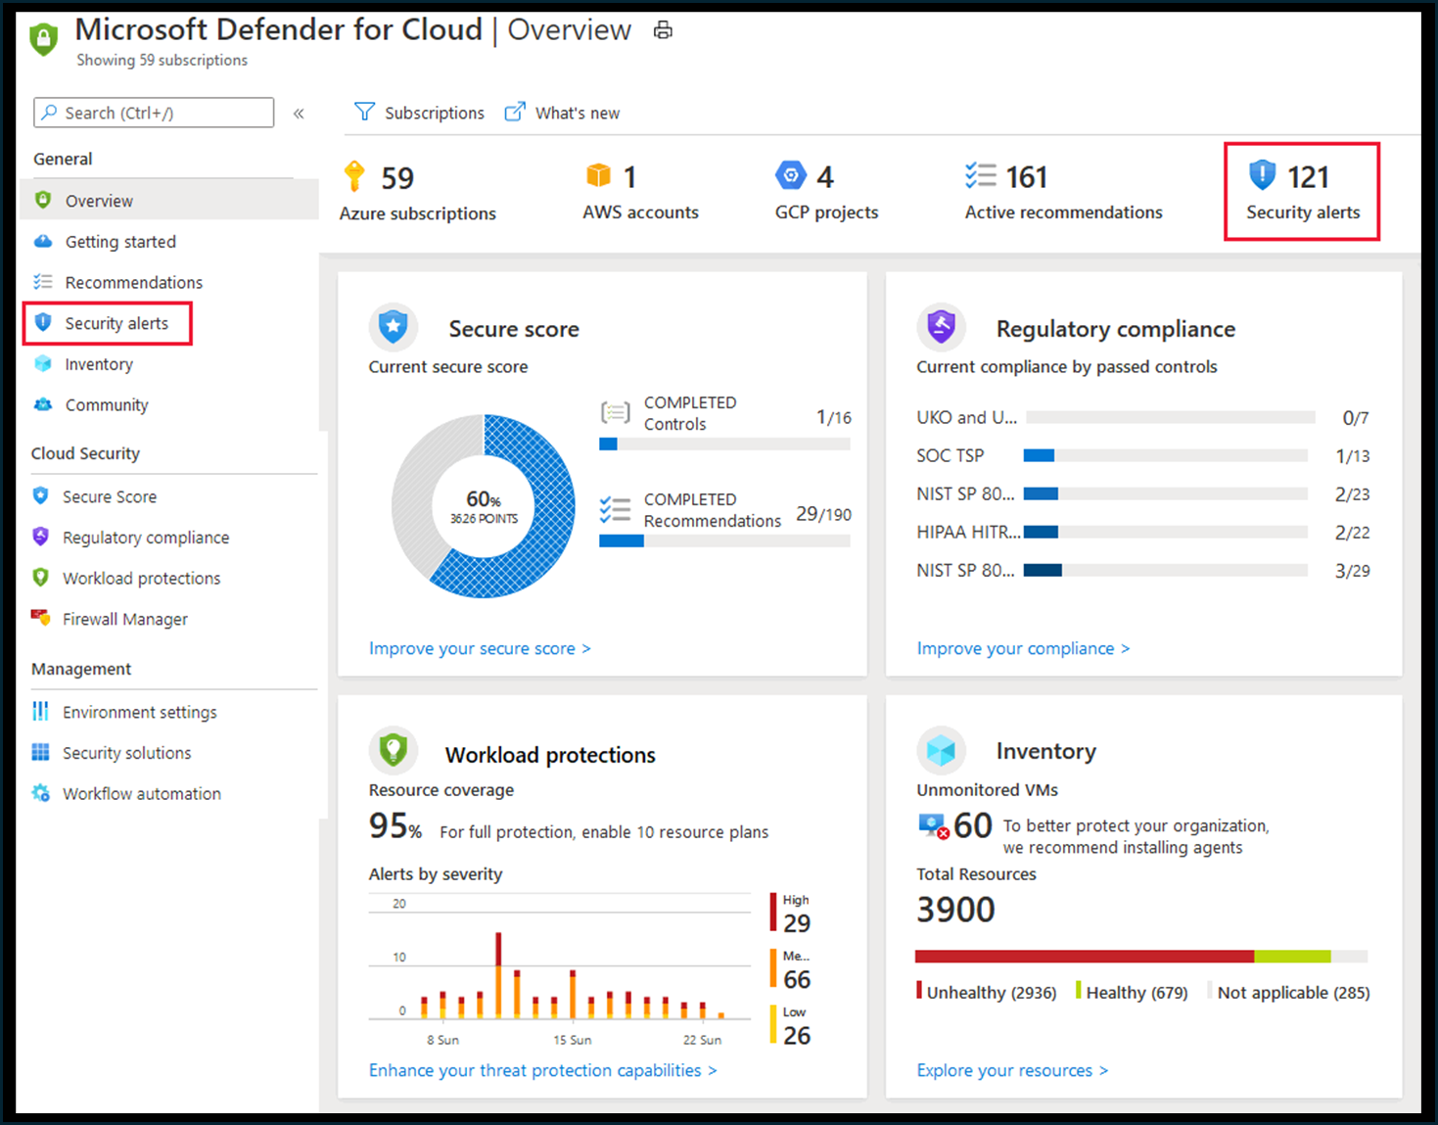 Microsoft Defender for Cloud | Overview
Showing 59 subscriptions
Search (Ctrl+/)
«
General
Overview
Getting started
Recommendations
Security alerts
Inventory
Community
Cloud Security
Secure Score
Regulatory compliance
Workload protections
Firewall Manager
Management
Environment settings
Security solutions
Workflow automation
Subscriptions
What's new
59
Azure subscriptions
1
AWS accounts
4
GCP projects
161
Active recommendations
121
Security alerts
Secure score
Current secure score
60%
3626 POINTS
COMPLETED
Controls
1/16
COMPLETED
Recommendations
29/190
Improve your secure score >
Regulatory compliance
Current compliance by passed controls
UKO and U... 0/7
SOC TSP 1/13
NIST SP 80... 2/23
HIPAA HITR... 2/22
NIST SP 80... 3/29
Improve your compliance >
Workload protections
Resource coverage
95% For full protection, enable 10 resource plans
Alerts by severity
20
10
0
8 Sun 15 Sun 22 Sun
High
29
Me...
66
Low
26
Enhance your threat protection capabilities >
Inventory
Unmonitored VMs
60
To better protect your organization,
we recommend installing agents
Total Resources
3900
Unhealthy (2936) Healthy (679) Not applicable (285)
Explore your resources >